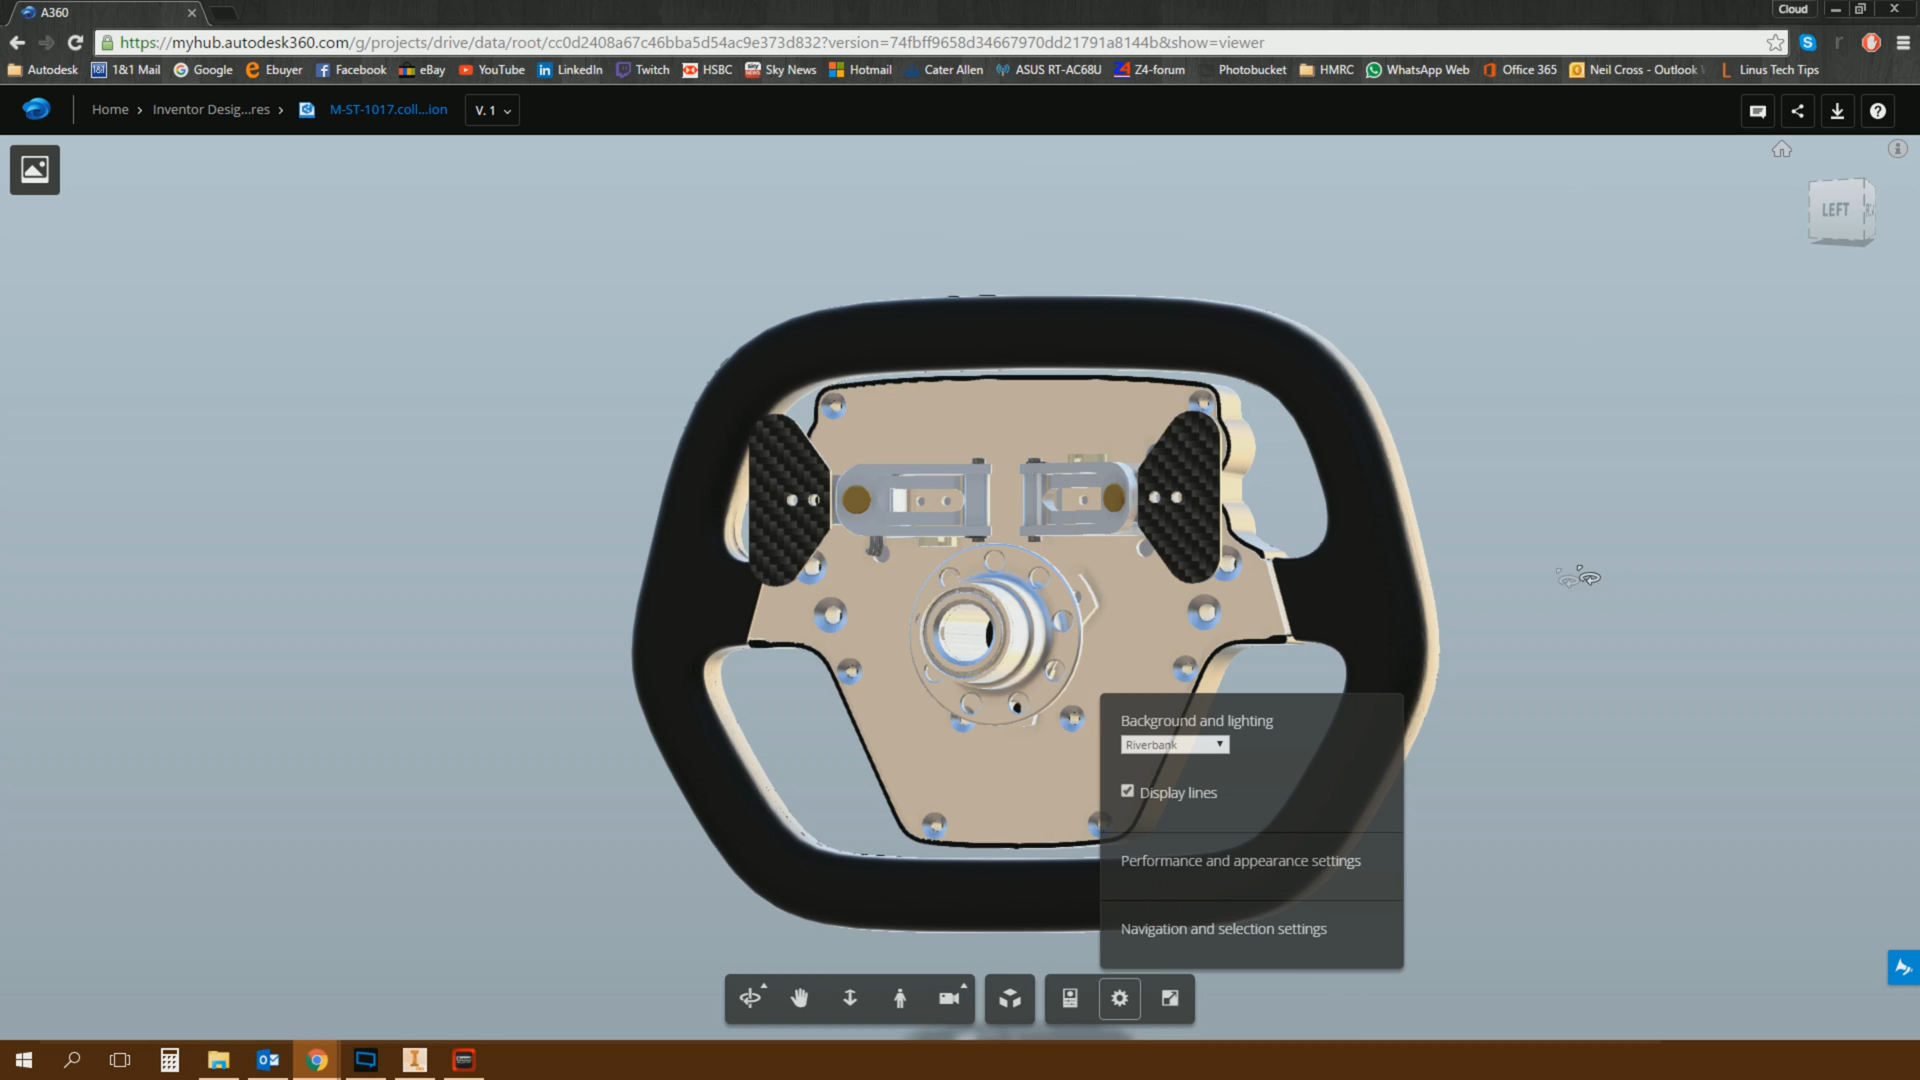 A360
Cloud
https://myhub.autodesk360.com/g/projects/drive/data/root/cc0d2408a67c46bba5d54ac9e373d832?version=74fbff9658d34667970dd21791a8144b&show=viewer
Autodesk 1&1 Mail Google Ebuyer Facebook eBay YouTube LinkedIn Twitch HSBC Sky News Hotmail Cater Allen ASUS RT-AC68U Z4-forum Photobucket HMRC WhatsApp Web Office 365 Neil Cross - Outlook Linus Tech Tips
Home > Inventor Desig...res > M-ST-1017.coll...ion V. 1
LEFT
Background and lighting
Riverbank
Display lines
Performance and appearance settings
Navigation and selection settings